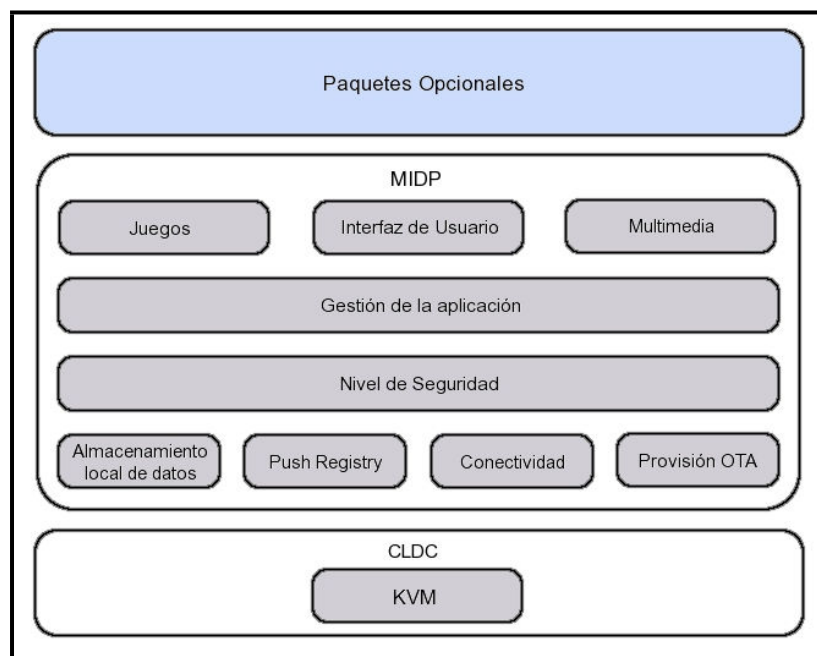 Paquetes Opcionales
MIDP
Juegos
Interfaz de Usuario
Multimedia
Gestión de la aplicación
Nivel de Seguridad
Almacenamiento
local de datos
Push Registry
Conectividad
Provisión OTA
CLDC
KVM